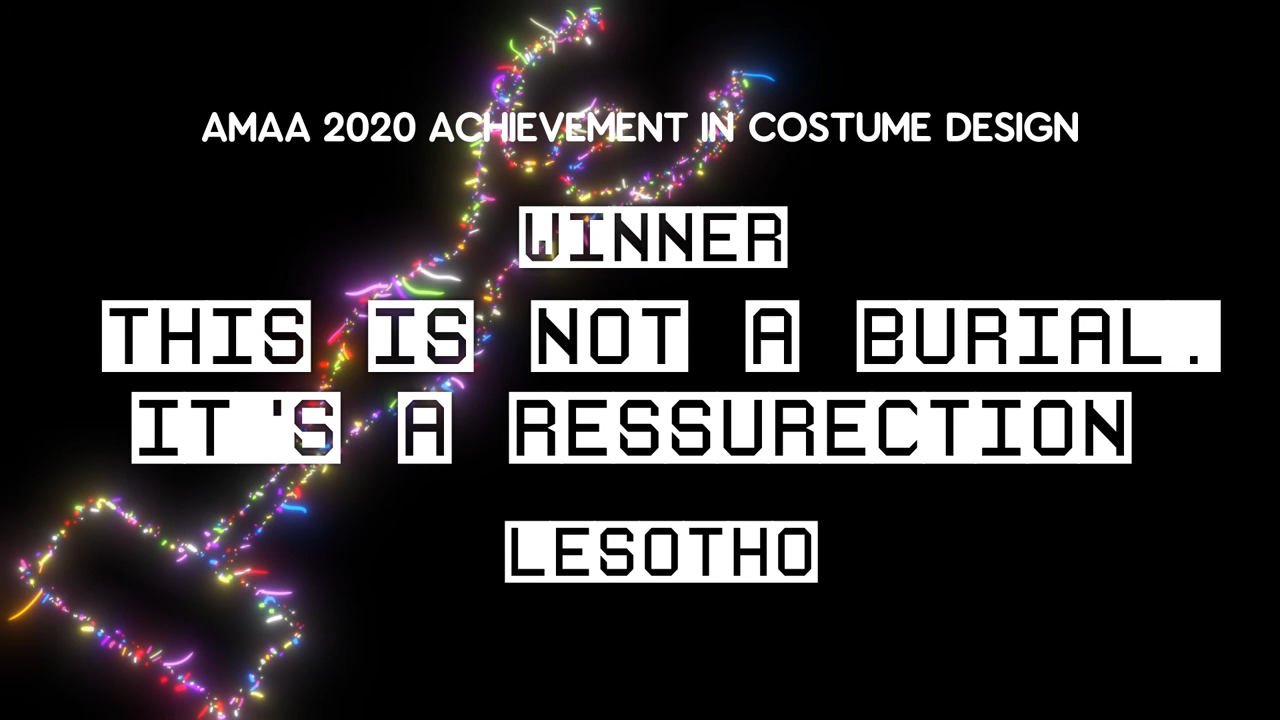 AMAA 2020 ACHIEVEMENT IN COSTUME DESIGN
WINNER
THIS IS NOT A BURIAL.
IT'S A RESSURECTION
LESOTHO